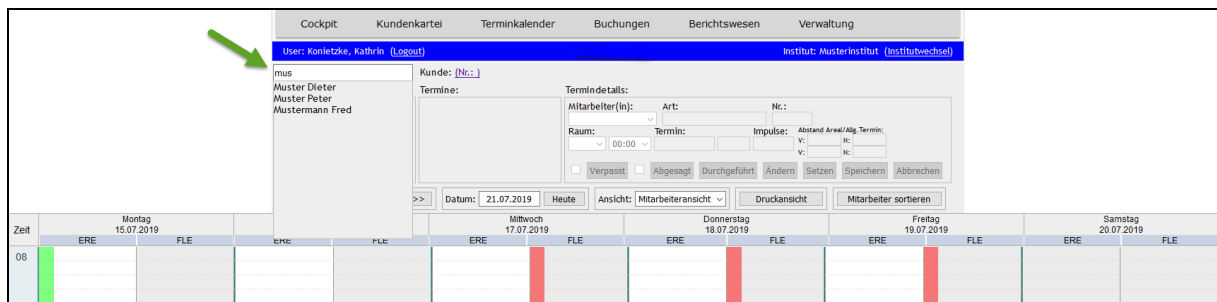 Cockpit Kundenkartei Terminkalender Buchungen Berichtswesen Verwaltung
User: Konietzke, Kathrin (Logout) Institut: Musterinstitut (Institutwechsel)
mus Kunde: (Nr.: )
Muster Dieter Termine: Termindetails:
Muster Peter Mitarbeiter(in): Art: Nr.:
Mustermann Fred
Raum: Termin: Impulse: Abstand Areal/Allg.Termin:
00:00 V: N:
V: N:
Verpasst Abgesagt Durchgeführt Ändern Setzen Speichern Abbrechen
>> Datum: 21.07.2019 Heute Ansicht: Mitarbeiteransicht Druckansicht Mitarbeiter sortieren
Zeit Montag Mittwoch Donnerstag Freitag Samstag
15.07.2019 17.07.2019 18.07.2019 19.07.2019 20.07.2019
ERE FLE ERE FLE ERE FLE ERE FLE ERE FLE ERE FLE
08